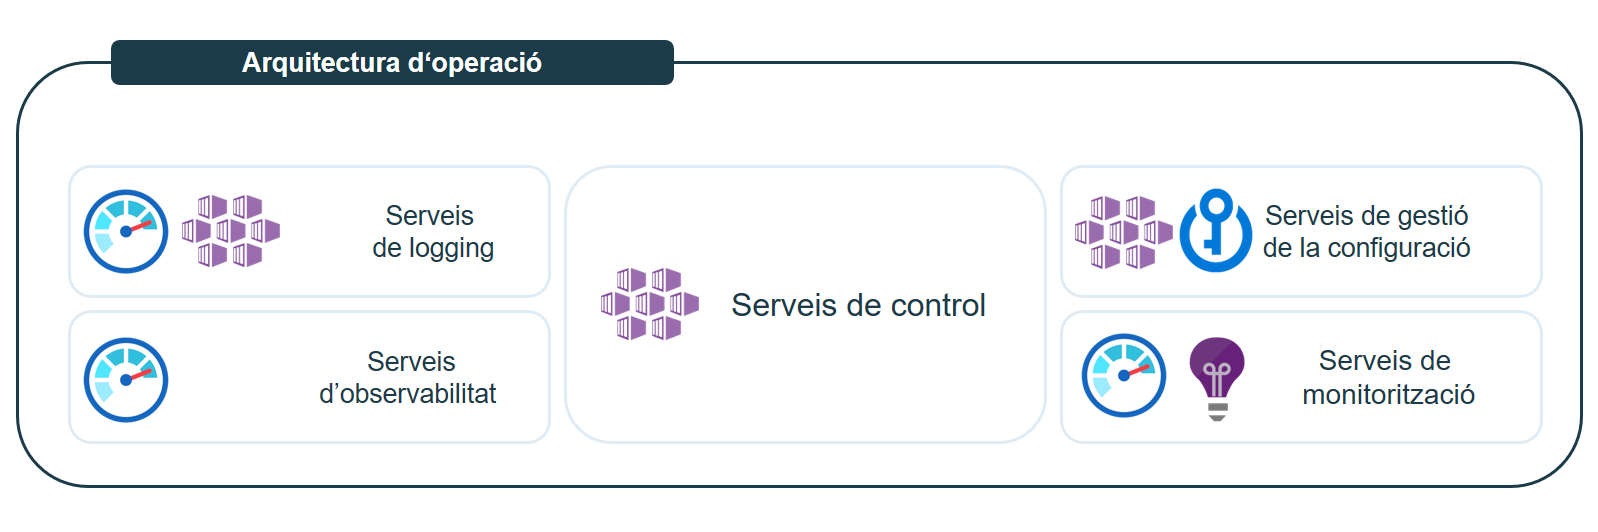 Arquitectura d‘operació
Serveis
de logging
Serveis
d’observabilitat
Serveis de control
Serveis de gestió
de la configuració
Serveis de
monitorització